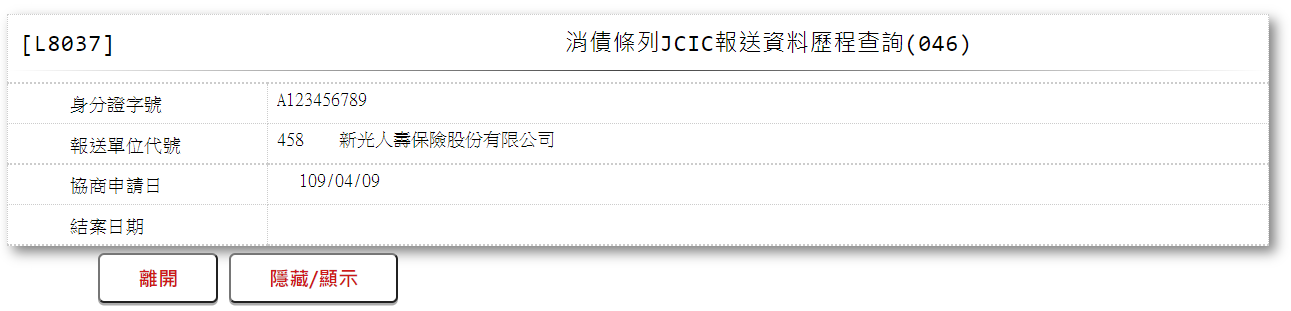 [L8037] 消債條列JCIC報送資料歷程查詢(046)
身分證字號 A123456789
報送單位代號 458 新光人壽保險股份有限公司
協商申請日 109/04/09
結案日期
離開 隱藏/顯示